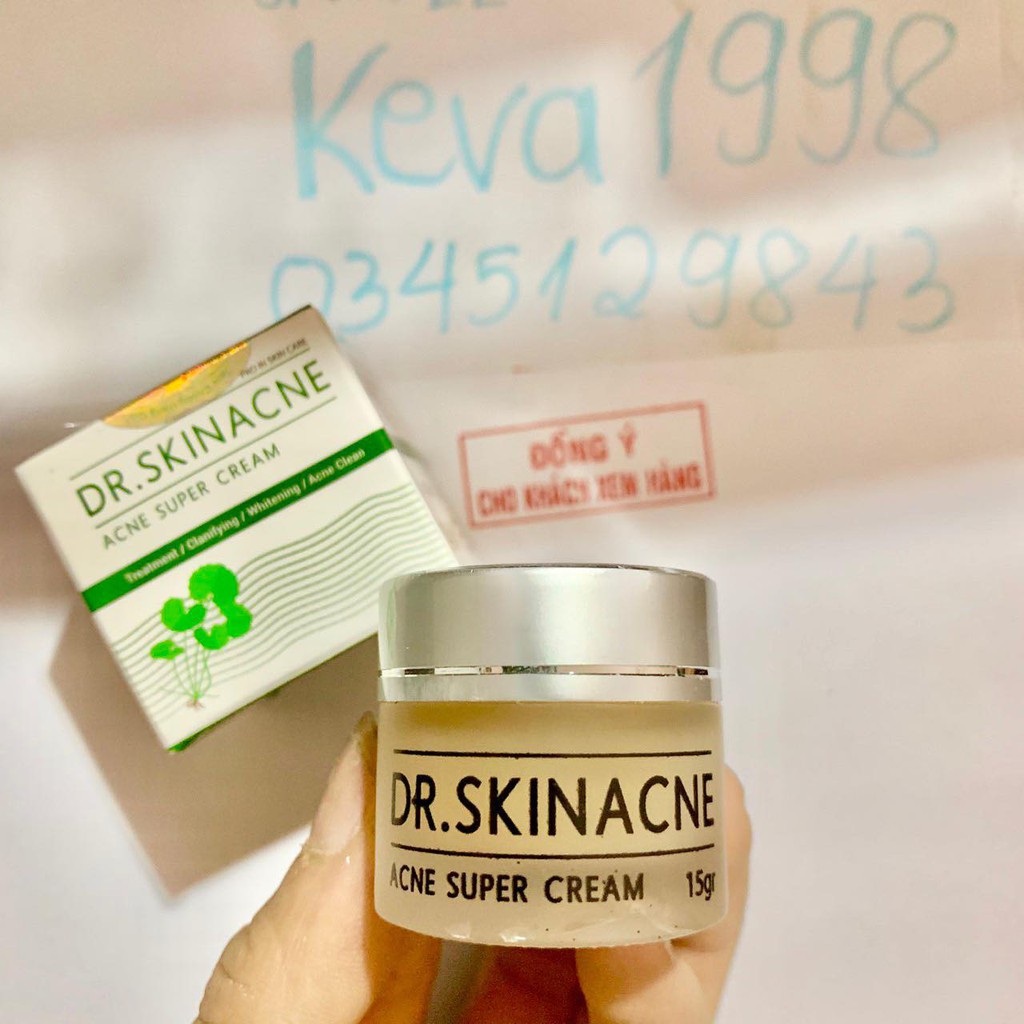 Keva 1998
0345129843
ĐỒNG Ý
CHO KHÁCH XEM HÀNG
PRO IN SKIN CARE
DR.SKINACNE
ACNE SUPER CREAM
Treatment / Clanifying / Whitening / Acne Clean
DR.SKINACNE
ACNE SUPER CREAM 15gr